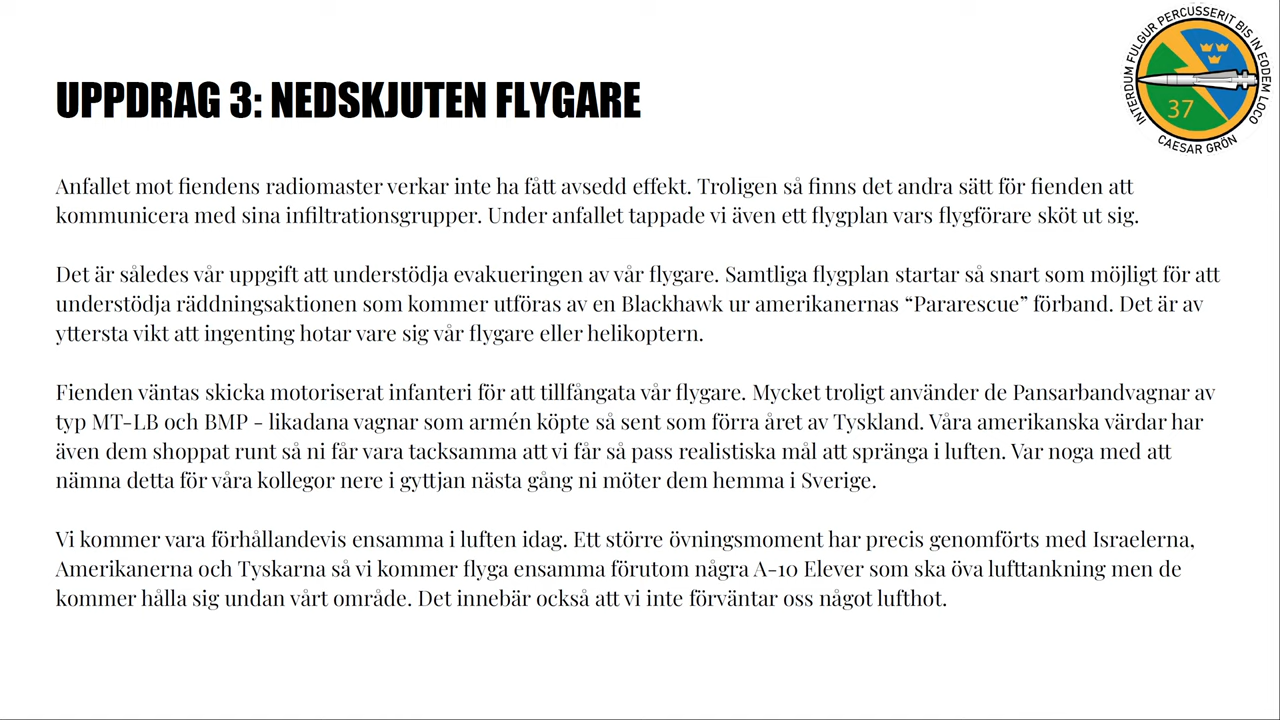 INTERDUM FULGUR PERCUSSERIT BIS IN EODEM LOCO
37
CAESAR GRÖN
UPPDRAG 3: NEDSKJUTEN FLYGARE
Anfallet mot fiendens radiomaster verkar inte ha fått avsedd effekt. Troligen så finns det andra sätt för fienden att
kommunicera med sina infiltrationsgrupper. Under anfallet tappade vi även ett flygplan vars flygförare sköt ut sig.
Det är således vår uppgift att understödja evakueringen av vår flygare. Samtliga flygplan startar så snart som möjligt för att
understödja räddningsaktionen som kommer utföras av en Blackhawk ur amerikanernas “Pararescue” förband. Det är av
yttersta vikt att ingenting hotar vare sig vår flygare eller helikoptern.
Fienden väntas skicka motoriserat infanteri för att tillfångata vår flygare. Mycket troligt använder de Pansarbandvagnar av
typ MT-LB och BMP - likadana vagnar som armén köpte så sent som förra året av Tyskland. Våra amerikanska värdar har
även dem shoppat runt så ni får vara tacksamma att vi får så pass realistiska mål att spränga i luften. Var noga med att
nämna detta för våra kollegor nere i gyttjan nästa gång ni möter dem hemma i Sverige.
Vi kommer vara förhållandevis ensamma i luften idag. Ett större övningsmoment har precis genomförts med Israelerna,
Amerikanerna och Tyskarna så vi kommer flyga ensamma förutom några A-10 Elever som ska öva lufttankning men de
kommer hålla sig undan vårt område. Det innebär också att vi inte förväntar oss något lufthot.